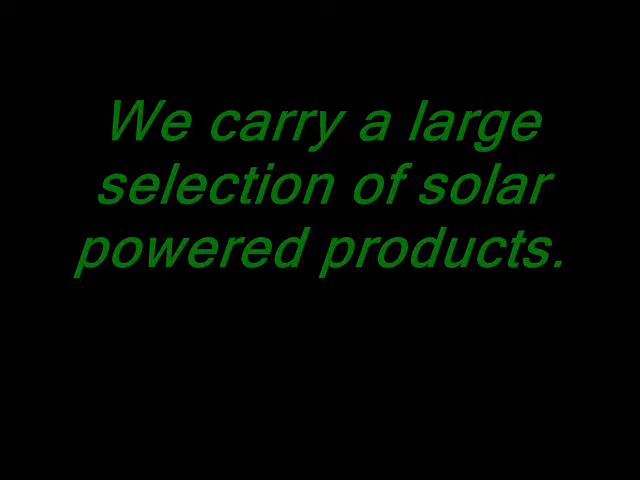 We carry a large
selection of solar
powered products.